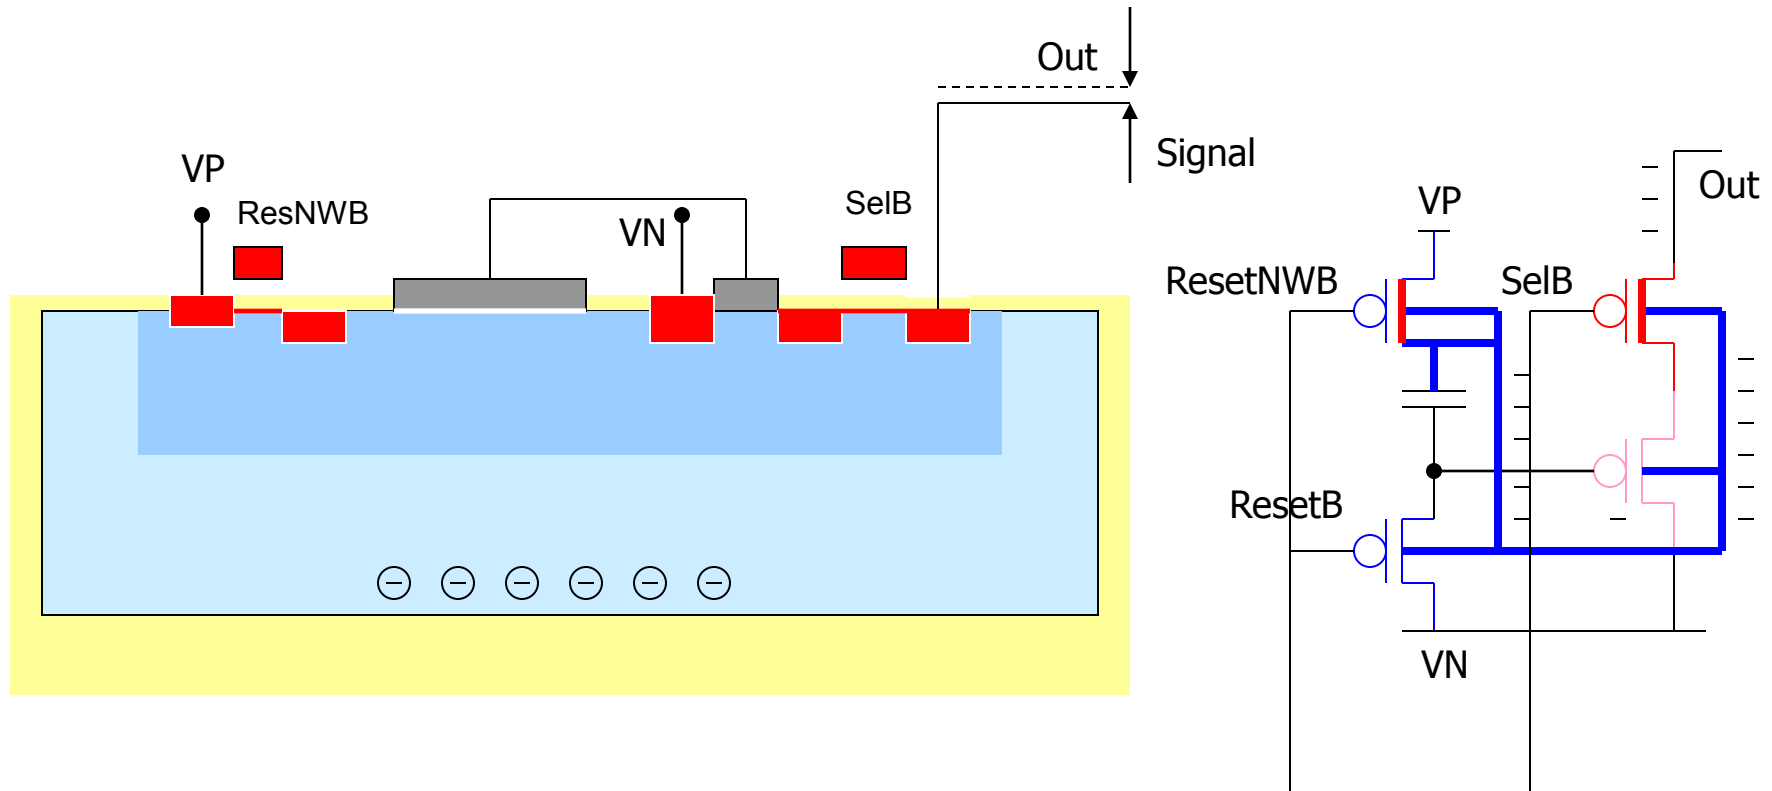 Out
Signal
VP
ResNWB
VN
SelB
Out
VP
ResetNWB
SelB
ResetB
VN